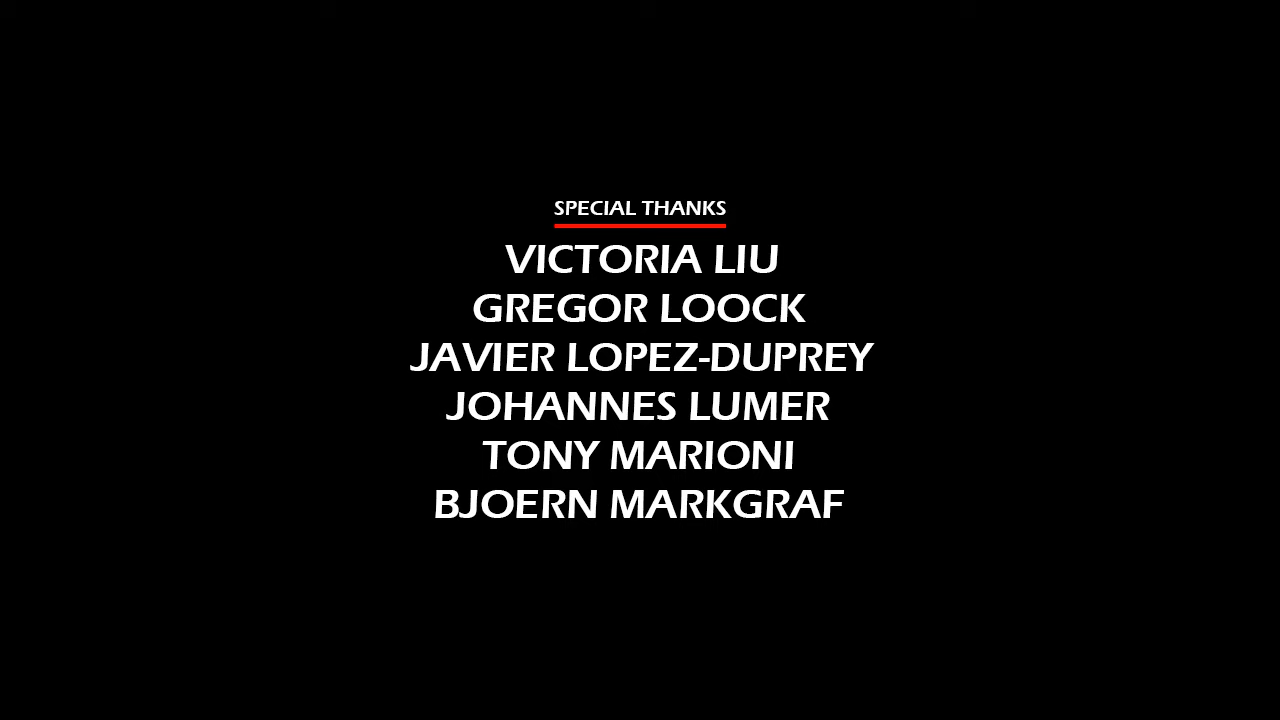 SPECIAL THANKS
VICTORIA LIU
GREGOR LOOCK
JAVIER LOPEZ-DUPREY
JOHANNES LUMER
TONY MARIONI
BJOERN MARKGRAF